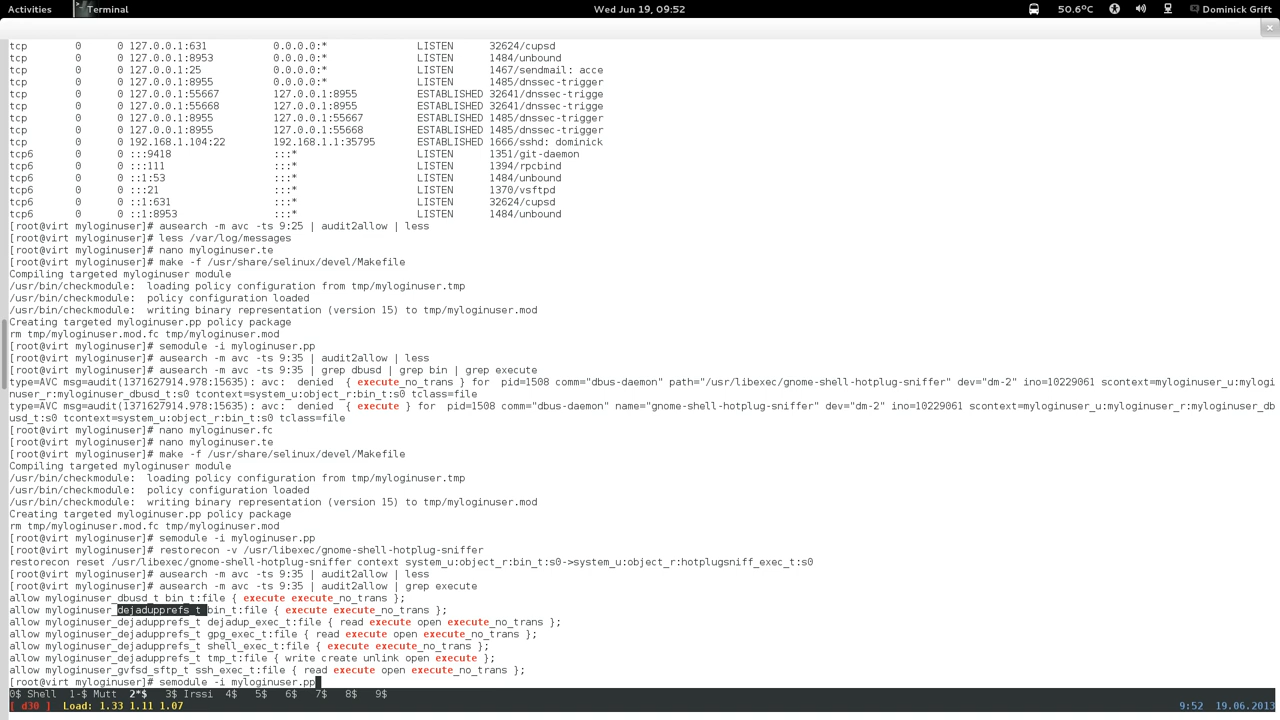 Activities Terminal Wed Jun 19, 09:52 50.6°C Dominick Grift
tcp 0 0 127.0.0.1:631 0.0.0.0:* LISTEN 32624/cupsd
tcp 0 0 127.0.0.1:8953 0.0.0.0:* LISTEN 1484/unbound
tcp 0 0 127.0.0.1:25 0.0.0.0:* LISTEN 1467/sendmail: acce
tcp 0 0 127.0.0.1:8955 0.0.0.0:* LISTEN 1485/dnssec-trigger
tcp 0 0 127.0.0.1:55667 127.0.0.1:8955 ESTABLISHED 32641/dnssec-trigge
tcp 0 0 127.0.0.1:55668 127.0.0.1:8955 ESTABLISHED 32641/dnssec-trigge
tcp 0 0 127.0.0.1:8955 127.0.0.1:55667 ESTABLISHED 1485/dnssec-trigger
tcp 0 0 127.0.0.1:8955 127.0.0.1:55668 ESTABLISHED 1485/dnssec-trigger
tcp 0 0 192.168.1.104:22 192.168.1.1:35795 ESTABLISHED 1666/sshd: dominick
tcp6 0 0 :::9418 :::* LISTEN 1351/git-daemon
tcp6 0 0 :::111 :::* LISTEN 1394/rpcbind
tcp6 0 0 ::1:53 :::* LISTEN 1484/unbound
tcp6 0 0 :::21 :::* LISTEN 1370/vsftpd
tcp6 0 0 ::1:631 :::* LISTEN 32624/cupsd
tcp6 0 0 ::1:8953 :::* LISTEN 1484/unbound
[root@virt myloginuser]# ausearch -m avc -ts 9:25 | audit2allow | less
[root@virt myloginuser]# less /var/log/messages
[root@virt myloginuser]# nano myloginuser.te
[root@virt myloginuser]# make -f /usr/share/selinux/devel/Makefile
Compiling targeted myloginuser module
/usr/bin/checkmodule: loading policy configuration from tmp/myloginuser.tmp
/usr/bin/checkmodule: policy configuration loaded
/usr/bin/checkmodule: writing binary representation (version 15) to tmp/myloginuser.mod
Creating targeted myloginuser.pp policy package
rm tmp/myloginuser.mod.fc tmp/myloginuser.mod
[root@virt myloginuser]# semodule -i myloginuser.pp
[root@virt myloginuser]# ausearch -m avc -ts 9:35 | audit2allow | less
[root@virt myloginuser]# ausearch -m avc -ts 9:35 | grep dbusd | grep bin | grep execute
type=AVC msg=audit(1371627914.978:15635): avc: denied { execute_no_trans } for pid=1508 comm="dbus-daemon" path="/usr/libexec/gnome-shell-hotplug-sniffer" dev="dm-2" ino=10229061 scontext=myloginuser_u:mylogi
nuser_r:myloginuser_dbusd_t:s0 tcontext=system_u:object_r:bin_t:s0 tclass=file
type=AVC msg=audit(1371627914.978:15635): avc: denied { execute } for pid=1508 comm="dbus-daemon" name="gnome-shell-hotplug-sniffer" dev="dm-2" ino=10229061 scontext=myloginuser_u:myloginuser_r:myloginuser_db
usd_t:s0 tcontext=system_u:object_r:bin_t:s0 tclass=file
[root@virt myloginuser]# nano myloginuser.fc
[root@virt myloginuser]# nano myloginuser.te
[root@virt myloginuser]# make -f /usr/share/selinux/devel/Makefile
Compiling targeted myloginuser module
/usr/bin/checkmodule: loading policy configuration from tmp/myloginuser.tmp
/usr/bin/checkmodule: policy configuration loaded
/usr/bin/checkmodule: writing binary representation (version 15) to tmp/myloginuser.mod
Creating targeted myloginuser.pp policy package
rm tmp/myloginuser.mod.fc tmp/myloginuser.mod
[root@virt myloginuser]# semodule -i myloginuser.pp
[root@virt myloginuser]# restorecon -v /usr/libexec/gnome-shell-hotplug-sniffer
restorecon reset /usr/libexec/gnome-shell-hotplug-sniffer context system_u:object_r:bin_t:s0->system_u:object_r:hotplugsniff_exec_t:s0
[root@virt myloginuser]# ausearch -m avc -ts 9:35 | audit2allow | less
[root@virt myloginuser]# ausearch -m avc -ts 9:35 | audit2allow | grep execute
allow myloginuser_dbusd_t bin_t:file { execute execute_no_trans };
allow myloginuser_dejadupprefs_t bin_t:file { execute execute_no_trans };
allow myloginuser_dejadupprefs_t dejadup_exec_t:file { read execute open execute_no_trans };
allow myloginuser_dejadupprefs_t gpg_exec_t:file { read execute open execute_no_trans };
allow myloginuser_dejadupprefs_t shell_exec_t:file { execute execute_no_trans };
allow myloginuser_dejadupprefs_t tmp_t:file { write create unlink open execute };
allow myloginuser_gvfsd_sftp_t ssh_exec_t:file { read execute open execute_no_trans };
[root@virt myloginuser]# semodule -i myloginuser.pp
0$ Shell 1-$ Mutt 2*$ 3$ Irssi 4$ 5$ 6$ 7$ 8$ 9$
[ d30 ] Load: 1.33 1.11 1.07 9:52 19.06.2013